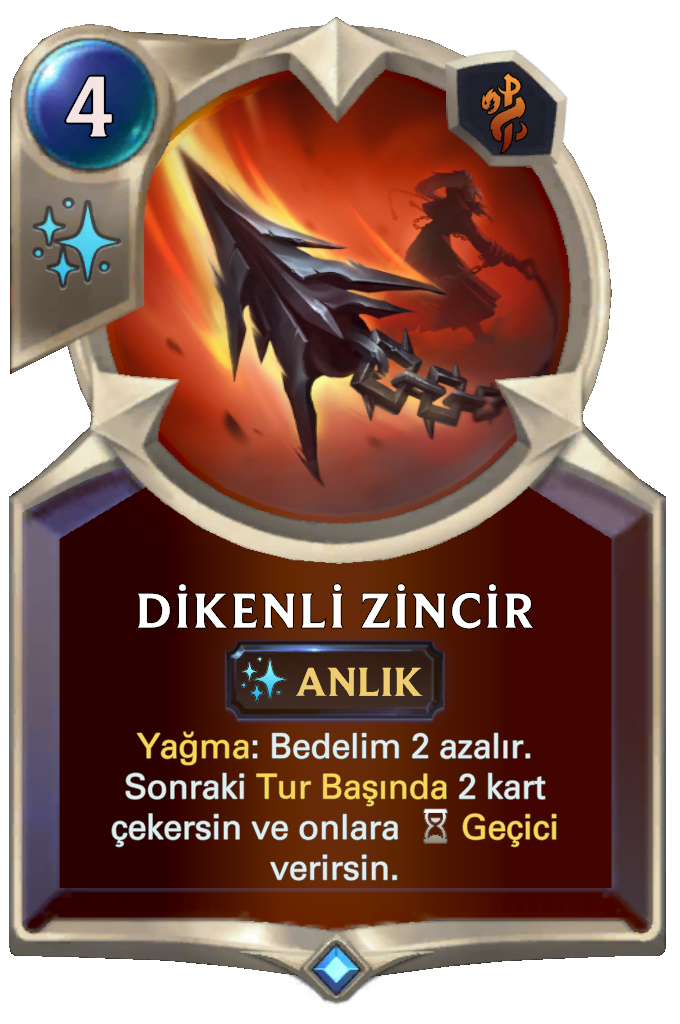 4
DİKENLİ ZİNCİR
ANLIK
Yağma: Bedelim 2 azalır.
Sonraki Tur Başında 2 kart
çekersin ve onlara Geçici
verirsin.